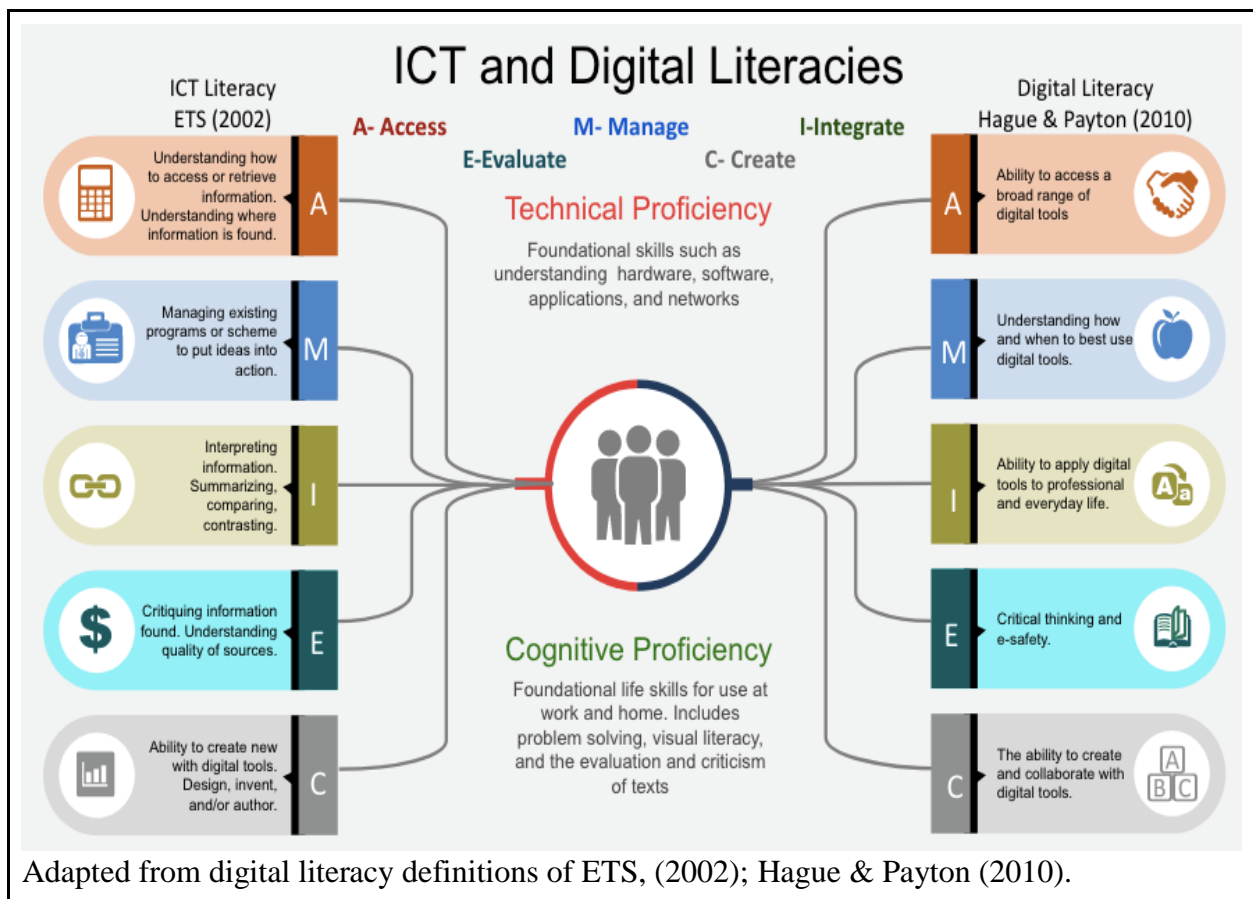 ICT and Digital Literacies
ICT Literacy
ETS (2002)
Digital Literacy
Hague & Payton (2010)
A- Access
M- Manage
I-Integrate
E-Evaluate
C- Create
Understanding how
to access or retrieve
information.
Understanding where
information is found.
A
Managing existing
programs or scheme
to put ideas into
action.
M
Interpreting
information.
Summarizing,
comparing,
contrasting.
I
$
Critiquing information
found. Understanding
quality of sources.
E
Ability to create new
with digital tools.
Design, invent,
and/or author.
C
Technical Proficiency
Foundational skills such as
understanding hardware, software,
applications, and networks
Cognitive Proficiency
Foundational life skills for use at
work and home. Includes
problem solving, visual literacy,
and the evaluation and criticism
of texts
A
Ability to access a
broad range of
digital tools
M
Understanding how
and when to best use
digital tools.
I
Ability to apply digital
tools to professional
and everyday life.
A a
E
Critical thinking and
e-safety.
C
The ability to create
and collaborate with
digital tools.
A
B C
Adapted from digital literacy definitions of ETS, (2002); Hague & Payton (2010).